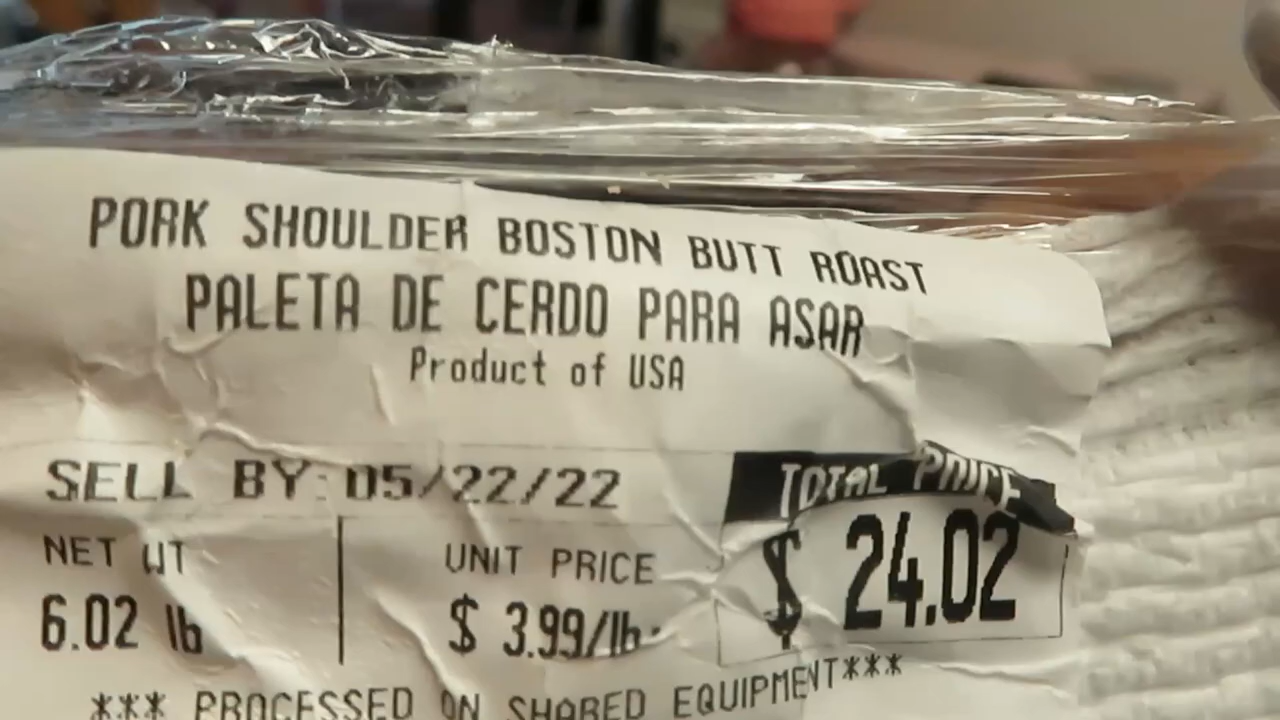 PORK SHOULDER BOSTON BUTT ROAST
PALETA DE CERDO PARA ASAR
Product of USA
SELL BY: 05/22/22
TOTAL PRICE
NET WT
UNIT PRICE
$ 24.02
6.02 lb
$ 3.99/lb.
*** PROCESSED ON SHARED EQUIPMENT***